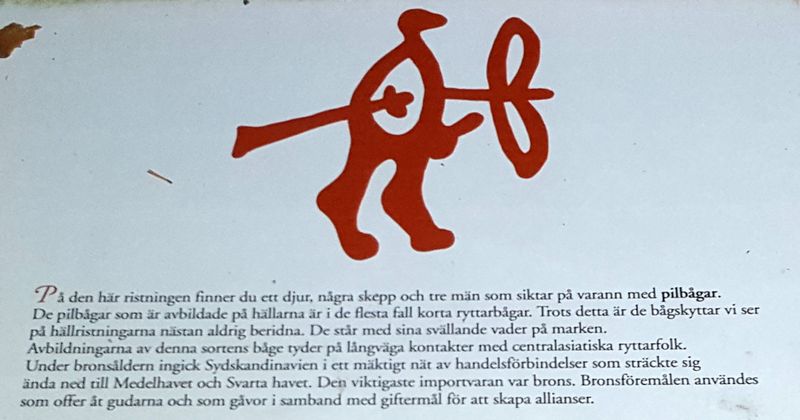 På den här ristningen finner du ett djur, några skepp och tre män som siktar på varann med pilbågar.
De pilbågar som är avbildade på hällarna är i de flesta fall korta ryttarbågar. Trots detta är de bågskyttar vi ser
på hällristningarna nästan aldrig beridna. De står med sina svällande vader på marken.
Avbildningarna av denna sortens båge tyder på långväga kontakter med centralasiatiska ryttarfolk.
Under bronsåldern ingick Sydskandinavien i ett mäktigt nät av handelsförbindelser som sträckte sig
ända ned till Medelhavet och Svarta havet. Den viktigaste importvaran var brons. Bronsföremålen användes
som offer åt gudarna och som gåvor i samband med giftermål för att skapa allianser.